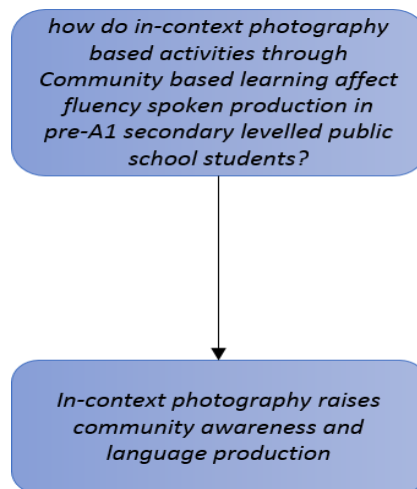 how do in-context photography
based activities through
Community based learning affect
fluency spoken production in
pre-A1 secondary levelled public
school students?
In-context photography raises
community awareness and
language production